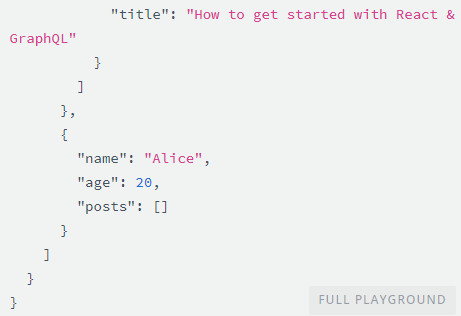 "title": "How to get started with React &
GraphQL"
}
]
},
{
"name": "Alice",
"age": 20,
"posts": []
}
]
}
}
FULL PLAYGROUND